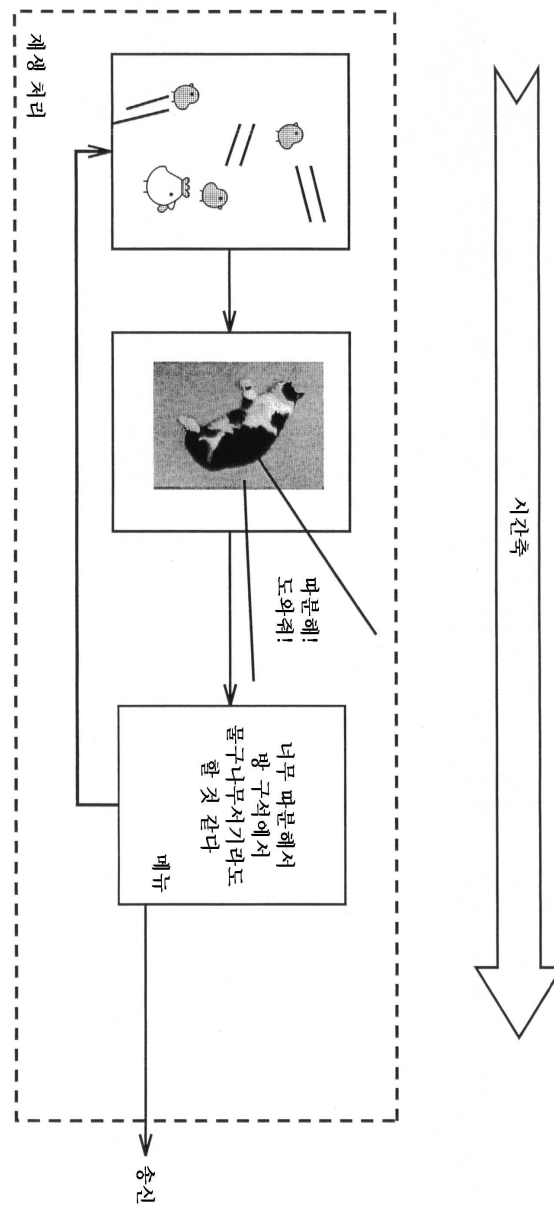 시간축
따분해!
도와줘!
너무 따분해서
방 구석에서
물구나무서기라도
할 것 같다
메뉴
재생 처리
송신